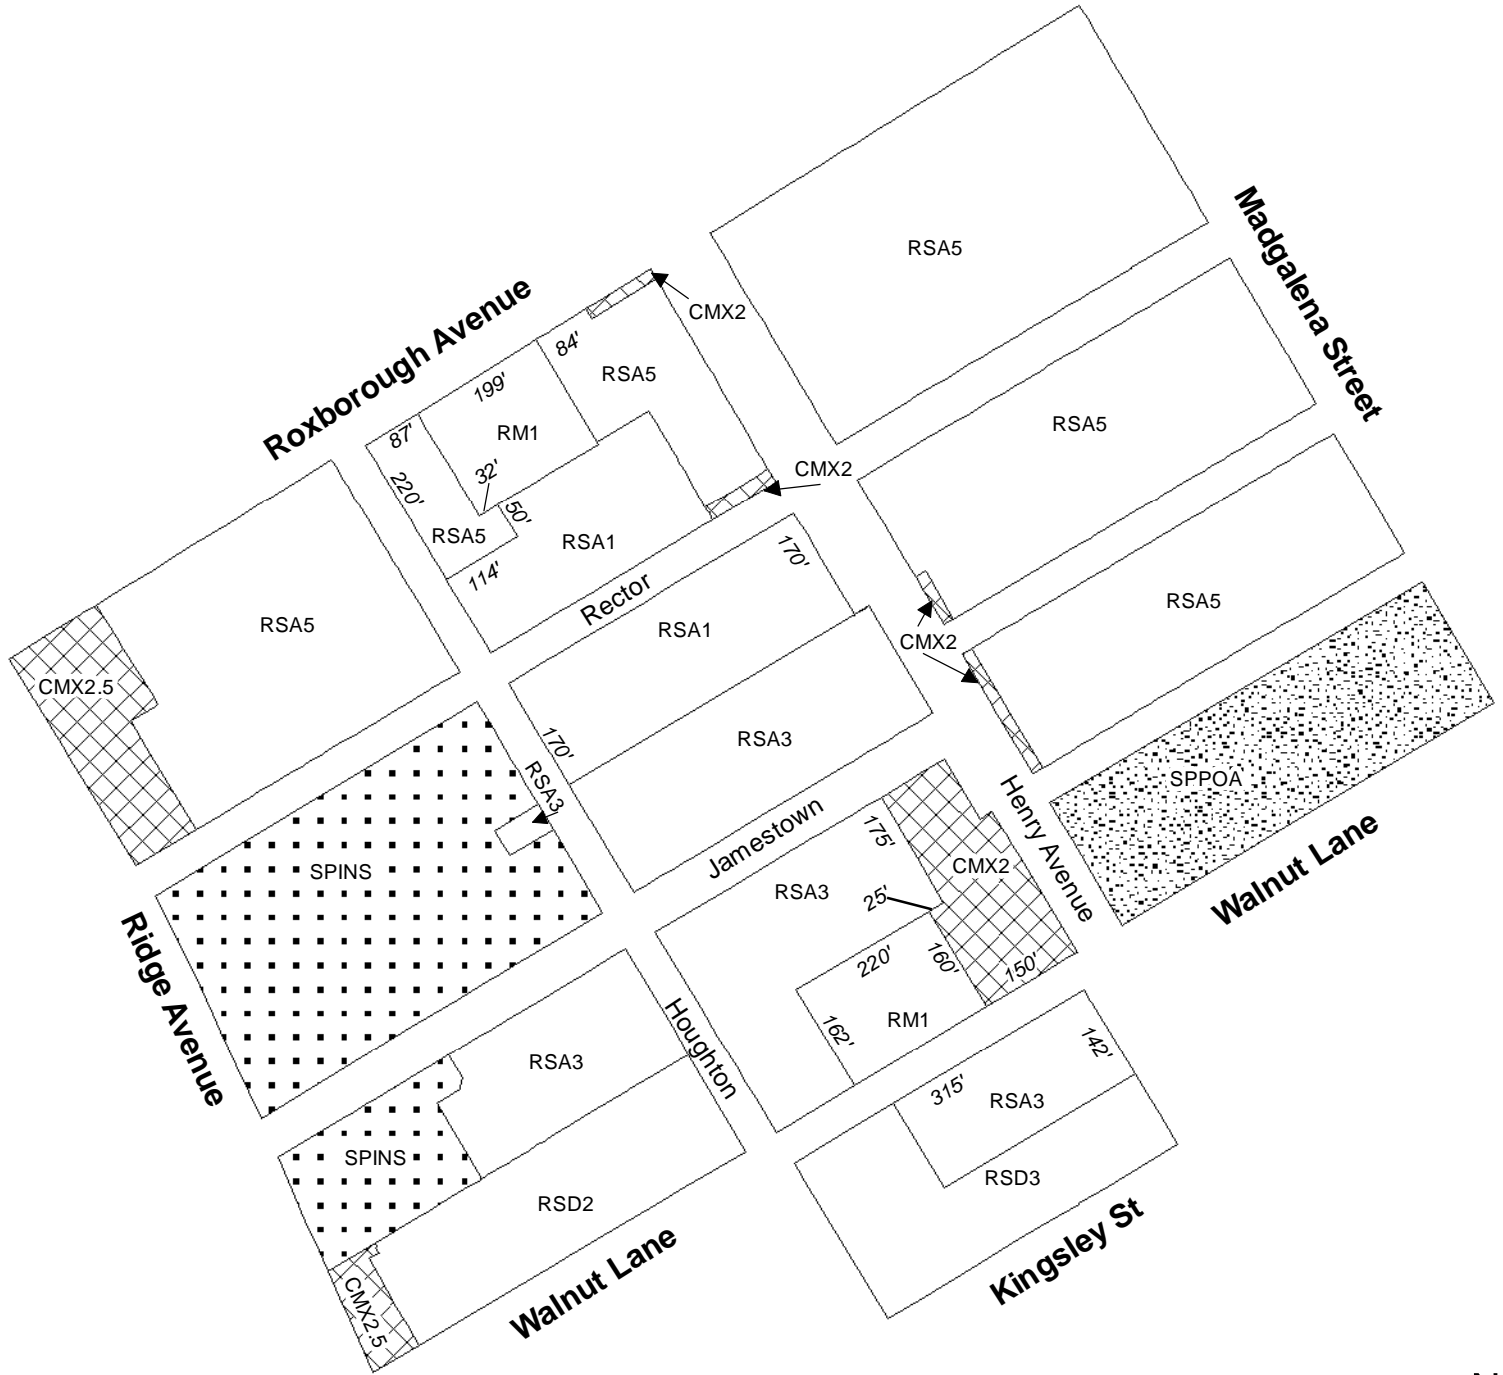 RSA5
Madgalena Street
Roxborough Avenue
CMX2
84'
RSA5
199'
RSA5
87'
RM1
32'
CMX2
220'
50'
RSA5
RSA1
170'
114'
Rector
RSA5
RSA5
RSA1
CMX2
CMX2.5
RSA3
170'
RSA3
SPPOA
Henry Avenue
Jamestown
175'
Walnut Lane
SPINS
CMX2
RSA3
25'
Ridge Avenue
220'
160'
150'
Houghton
162'
RM1
142'
RSA3
315'
RSA3
SPINS
RSD3
RSD2
Kingsley St
Walnut Lane
CMX2.5